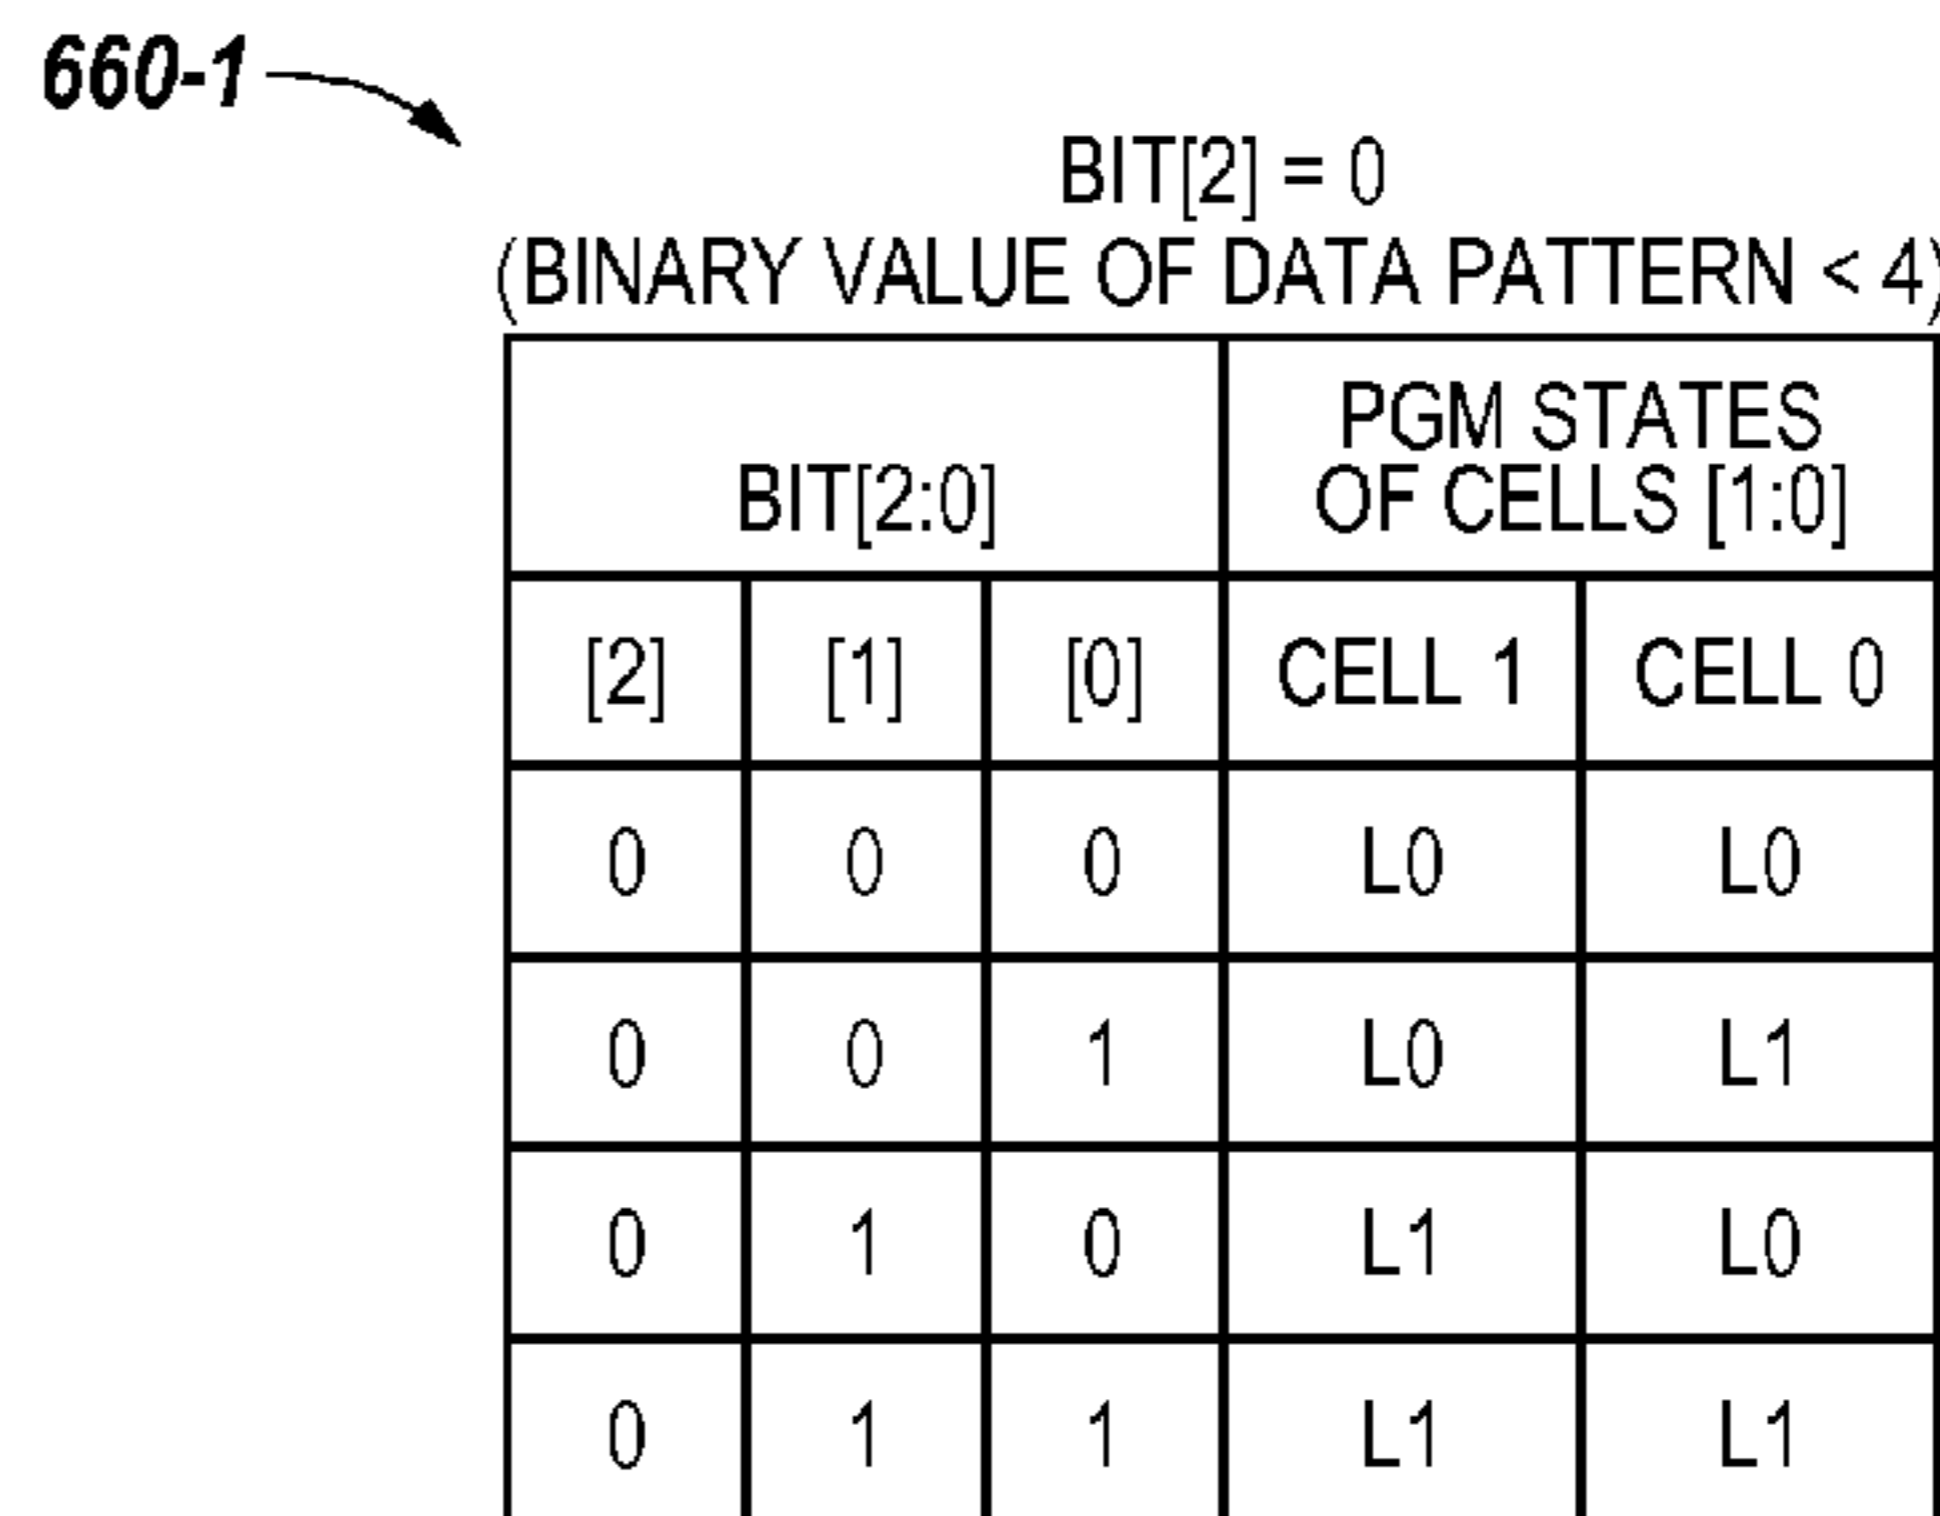 660-1
BIT[2] = 0
(BINARY VALUE OF DATA PATTERN < 4)
BIT[2:0]
PGM STATES
OF CELLS [1:0]
[2] [1] [0] CELL 1 CELL 0
0 0 0 L0 L0
0 0 1 L0 L1
0 1 0 L1 L0
0 1 1 L1 L1